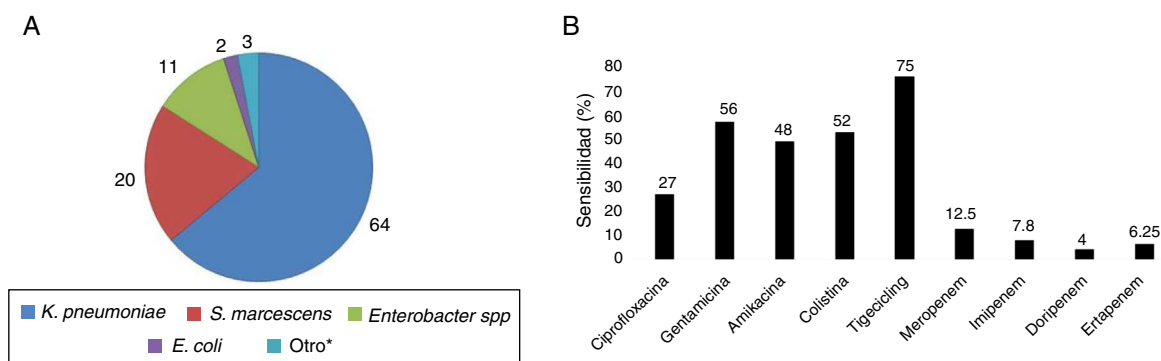 A
2
3
11
20
64
K. pneumoniae
S. marcescens
Enterobacter spp
E. coli
Otro*
B
Sensibilidad (%)
80
70
60
50
40
30
20
10
0
27
56
48
52
75
12.5
7.8
4
6.25
Ciprofloxacina
Gentamicina
Amikacina
Colistina
Tigecicling
Meropenem
Imipenem
Doripenem
Ertapenem